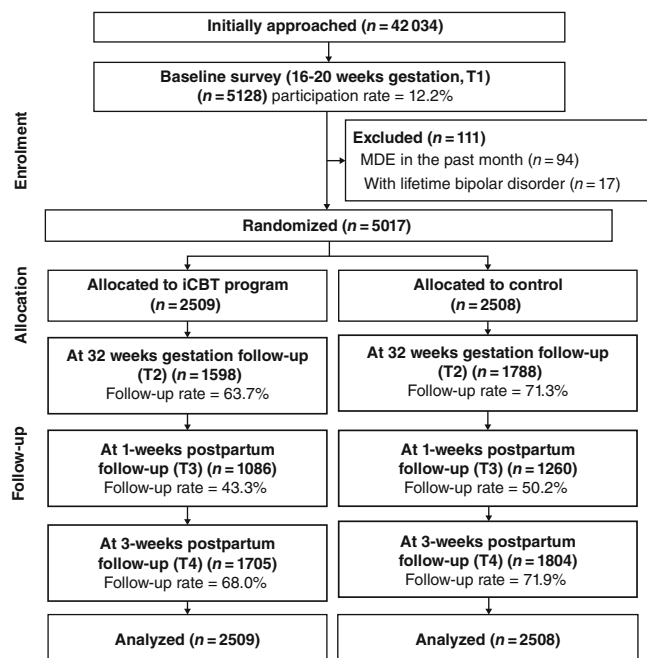 Initially approached (n = 42 034)
Baseline survey (16-20 weeks gestation, T1)
(n = 5128) participation rate = 12.2%
Enrolment
Excluded (n = 111)
MDE in the past month (n = 94)
With lifetime bipolar disorder (n = 17)
Randomized (n = 5017)
Allocation
Allocated to iCBT program
(n = 2509)
Allocated to control
(n = 2508)
At 32 weeks gestation follow-up
(T2) (n = 1598)
Follow-up rate = 63.7%
At 32 weeks gestation follow-up
(T2) (n = 1788)
Follow-up rate = 71.3%
Follow-up
At 1-weeks postpartum
follow-up (T3) (n = 1086)
Follow-up rate = 43.3%
At 1-weeks postpartum
follow-up (T3) (n = 1260)
Follow-up rate = 50.2%
At 3-weeks postpartum
follow-up (T4) (n = 1705)
Follow-up rate = 68.0%
At 3-weeks postpartum
follow-up (T4) (n = 1804)
Follow-up rate = 71.9%
Analyzed (n = 2509)
Analyzed (n = 2508)